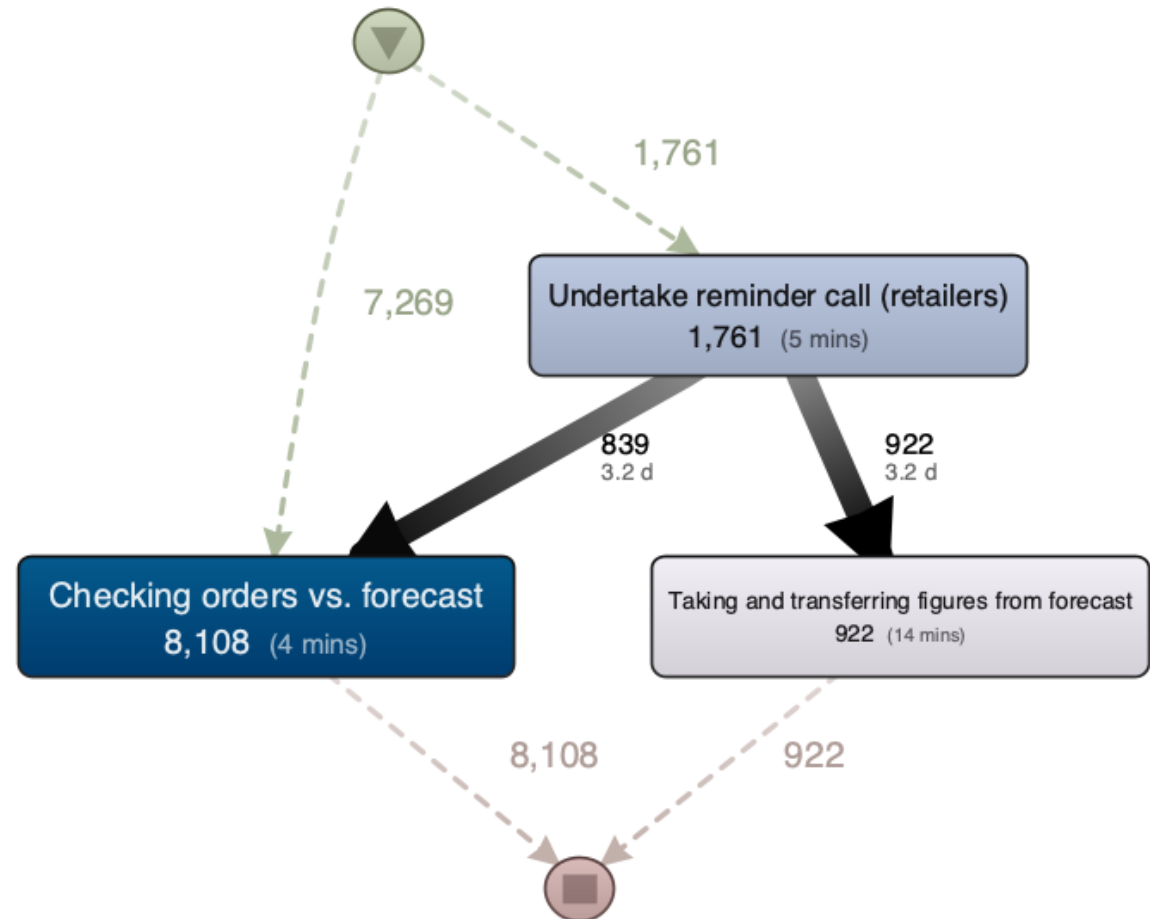 1,761
7,269
Undertake reminder call (retailers)
1,761 (5 mins)
839
3.2 d
922
3.2 d
Checking orders vs. forecast
8,108 (4 mins)
Taking and transferring figures from forecast
922 (14 mins)
8,108
922